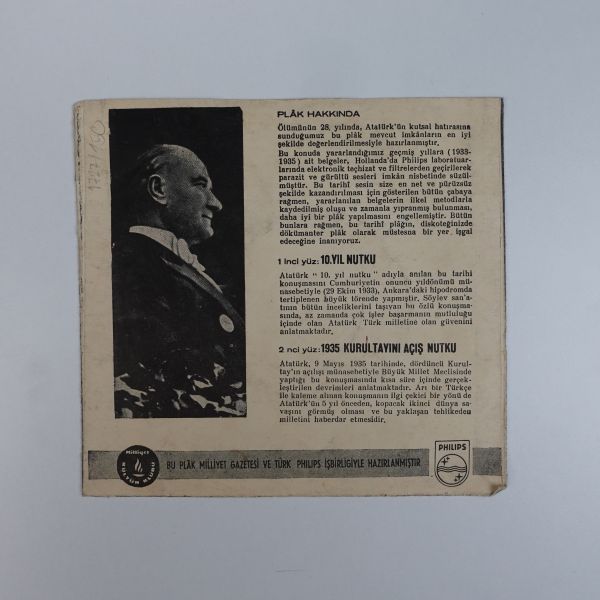 1727/150
PLÂK HAKKINDA
Ölümünün 28. yılında, Atatürk'ün kutsal hatırasına
sunduğumuz bu plâk mevcut imkânların en iyi
şekilde değerlendirilmesiyle hazırlanmıştır.
Bu konuda yararlandığımız geçmiş yıllara (1933-
1935) ait belgeler, Hollanda'da Philips laboratuar-
larında elektronik teçhizat ve filtrelerden geçirilerek
parazit ve gürültü sesleri imkân nisbetinde süzül-
müştür. Bu tarihî sesin size en net ve pürüzsüz
şekilde kazandırılması için gösterilen bütün çabaya
rağmen, yararlanılan belgelerin ilkel metodlarla
kaydedilmiş oluşu ve zamanla yıpranmış bulunması,
daha iyi bir plâk yapılmasını engellemiştir. Bütün
bunlara rağmen, bu tarihî plâğın, diskoteğinizde
dökümanter plâk olarak müstesna bir yer işgal
edeceğine inanıyoruz.
1 inci yüz: 10.YIL NUTKU
Atatürk " 10. yıl nutku " adıyla anılan bu tarihî
konuşmasını Cumhuriyetin onuncu yıldönümü mü-
nasebetiyle (29 Ekim 1933), Ankara'daki hipodromda
tertiplenen büyük törende yapmıştır. Söylev san'a-
tının bütün inceliklerini taşıyan bu özlü konuşma-
sında, az zamanda çok işler başarmanın mutluluğu
içinde olan Atatürk Türk milletine olan güvenini
anlatmaktadır.
2 nci yüz: 1935 KURULTAYINI AÇIŞ NUTKU
Atatürk, 9 Mayıs 1935 tarihinde, dördüncü Kurul-
tay'ın açılışı münasebetiyle Büyük Millet Meclisinde
yaptığı bu konuşmasında kısa süre içinde gerçek-
leştirilen devrimleri anlatmaktadır. Arı bir Türkçe
ile kaleme alınan konuşmanın ilgi çekici bir yönü de
Atatürk'ün 5 yıl önceden, kopacak ikinci dünya sa-
vaşını görmüş olması ve bu yaklaşan tehlikeden
milletini haberdar etmesidir.
Milliyet
KÜLTÜR KLÜBÜ
BU PLÂK MİLLİYET GAZETESİ VE TÜRK PHILIPS İŞBİRLİĞİYLE HAZIRLANMIŞTIR
PHILIPS